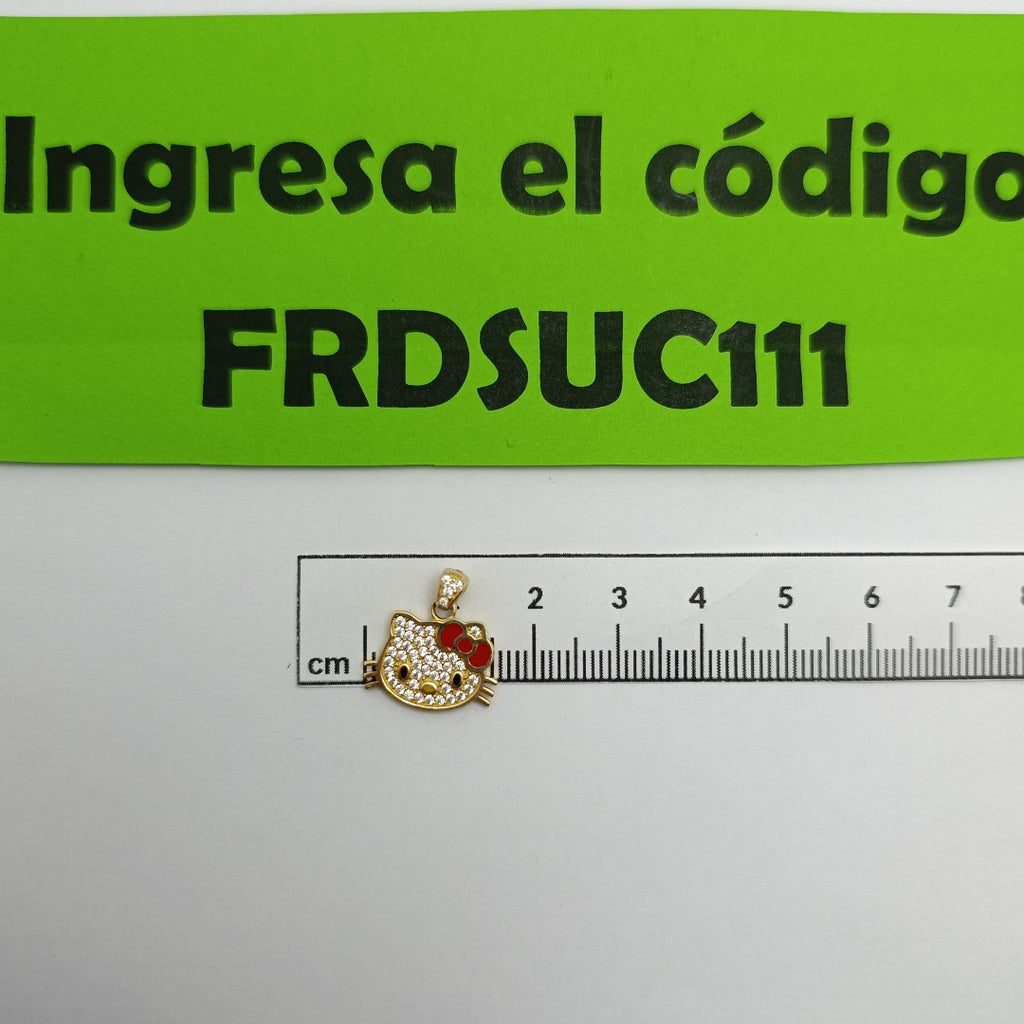 Ingresa el código
FRDSUC111
2 3 4 5 6 7
cm